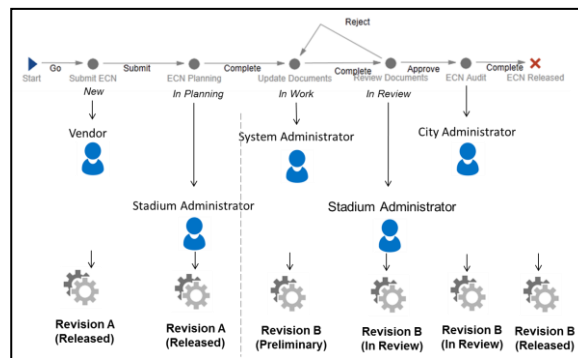 Reject
Go
Submit
Complete
Complete
Approve
Complete
Start
Submit ECN
ECN Planning
Update Documents
Review Documents
ECN Audit
ECN Released
New
In Planning
In Work
In Review
Vendor
System Administrator
City Administrator
Stadium Administrator
Stadium Administrator
Revision A
(Released)
Revision A
(Released)
Revision B
(Preliminary)
Revision B
(In Review)
Revision B
(In Review)
Revision B
(Released)